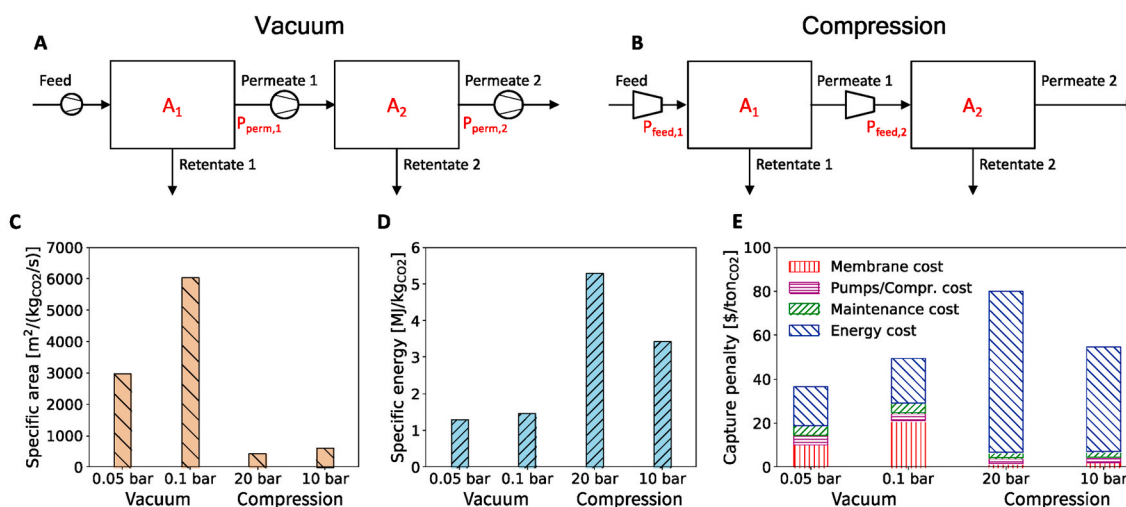 Vacuum
Compression
A
B
Feed
Permeate 1
Permeate 2
A1
A2
Pperm,1
Pperm,2
Retentate 1
Retentate 2
Feed
Permeate 1
Permeate 2
A1
A2
Pfeed,1
Pfeed,2
Retentate 1
Retentate 2
C
Specific area [m²/(kgCO2/s)]
7000
6000
5000
4000
3000
2000
1000
0
0.05 bar 0.1 bar 20 bar 10 bar
Vacuum Compression
D
Specific energy [MJ/kgCO2]
6
5
4
3
2
1
0
0.05 bar 0.1 bar 20 bar 10 bar
Vacuum Compression
E
Capture penalty [$/tonCO2]
100
80
60
40
20
0
Membrane cost
Pumps/Compr. cost
Maintenance cost
Energy cost
0.05 bar 0.1 bar 20 bar 10 bar
Vacuum Compression